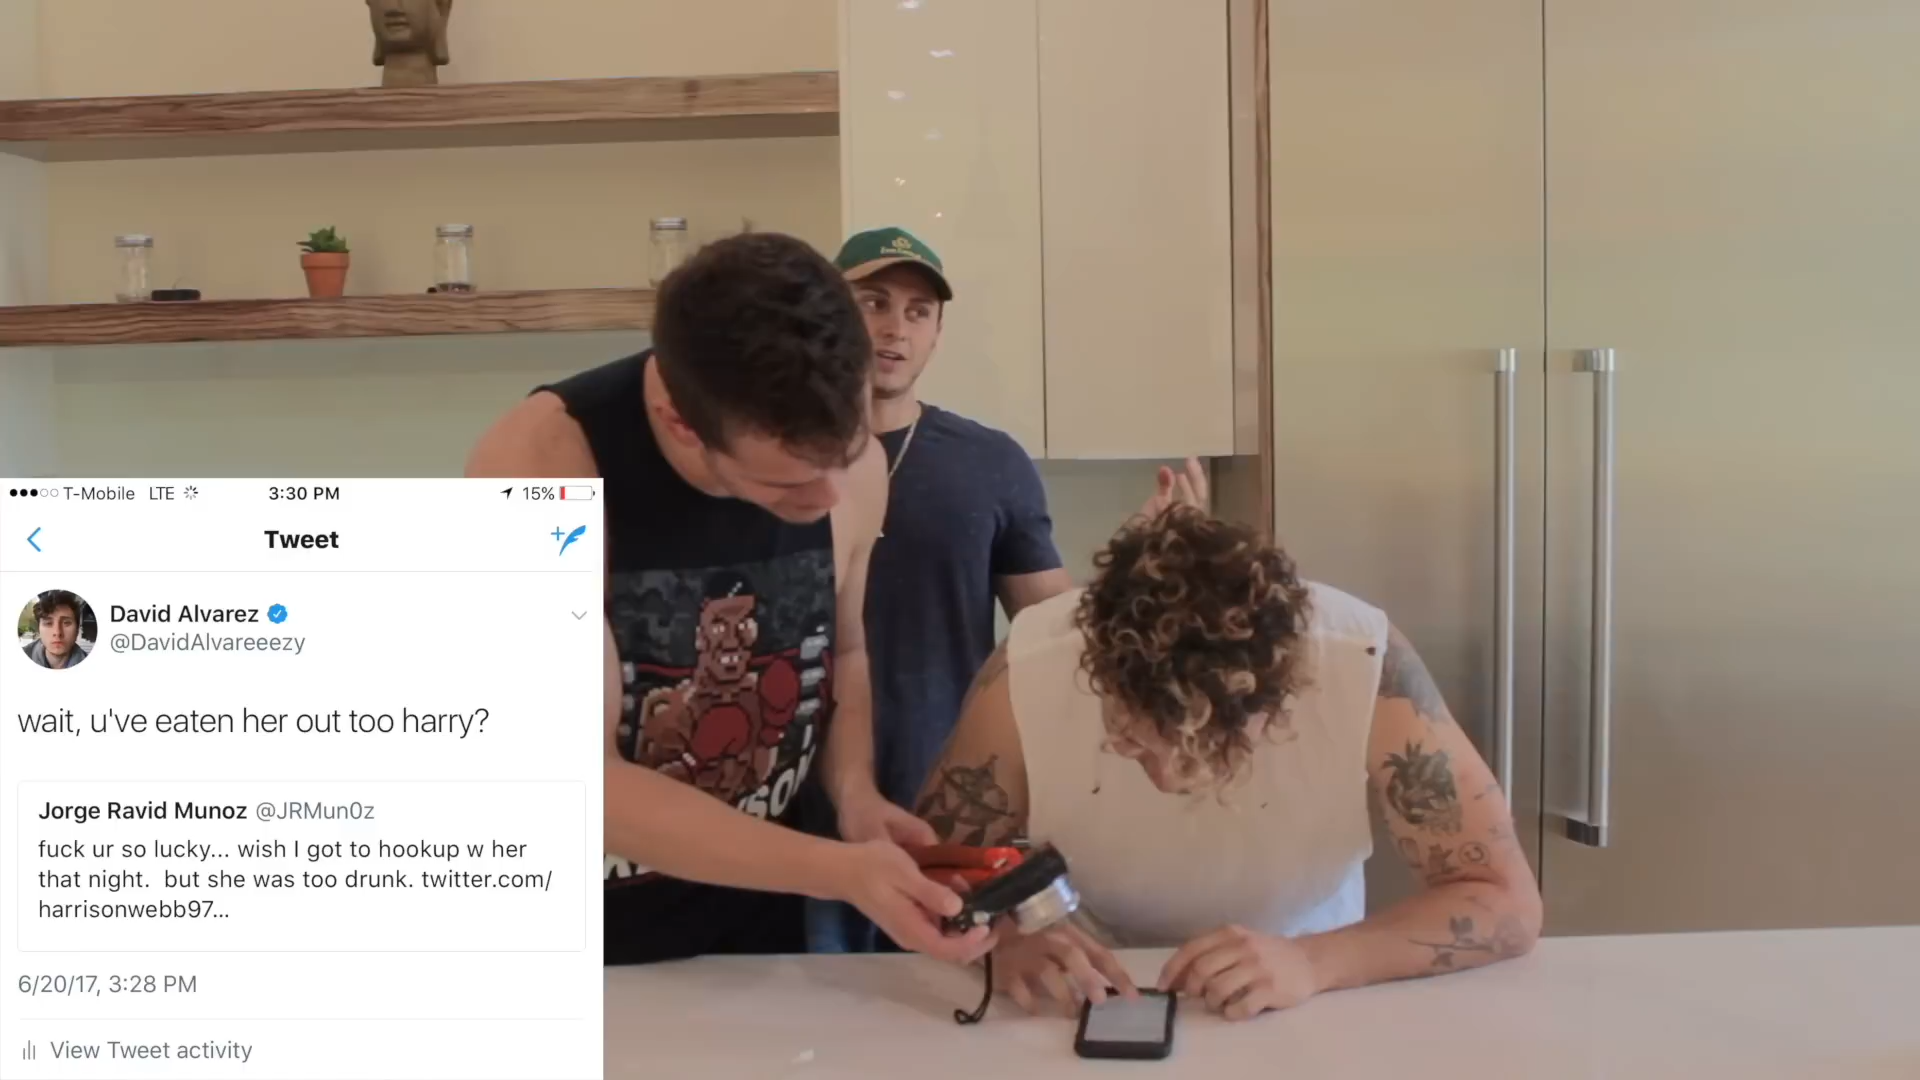 T-Mobile LTE 3:30 PM 15%
Tweet
David Alvarez
@DavidAlvareeezy
wait, u've eaten her out too harry?
Jorge Ravid Munoz @JRMun0z
fuck ur so lucky... wish I got to hookup w her
that night.  but she was too drunk. twitter.com/
harrisonwebb97...
6/20/17, 3:28 PM
View Tweet activity